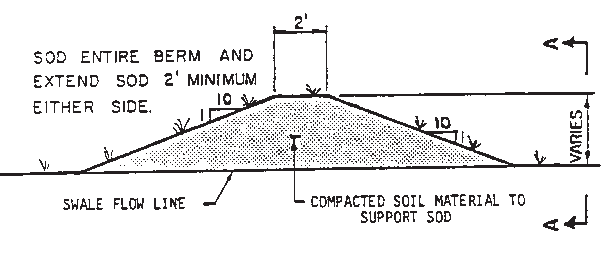 2'
A
SOD ENTIRE BERM AND
EXTEND SOD 2' MINIMUM
EITHER SIDE.
10
1
10
1
VARIES
SWALE FLOW LINE
COMPACTED SOIL MATERIAL TO
SUPPORT SOD
A